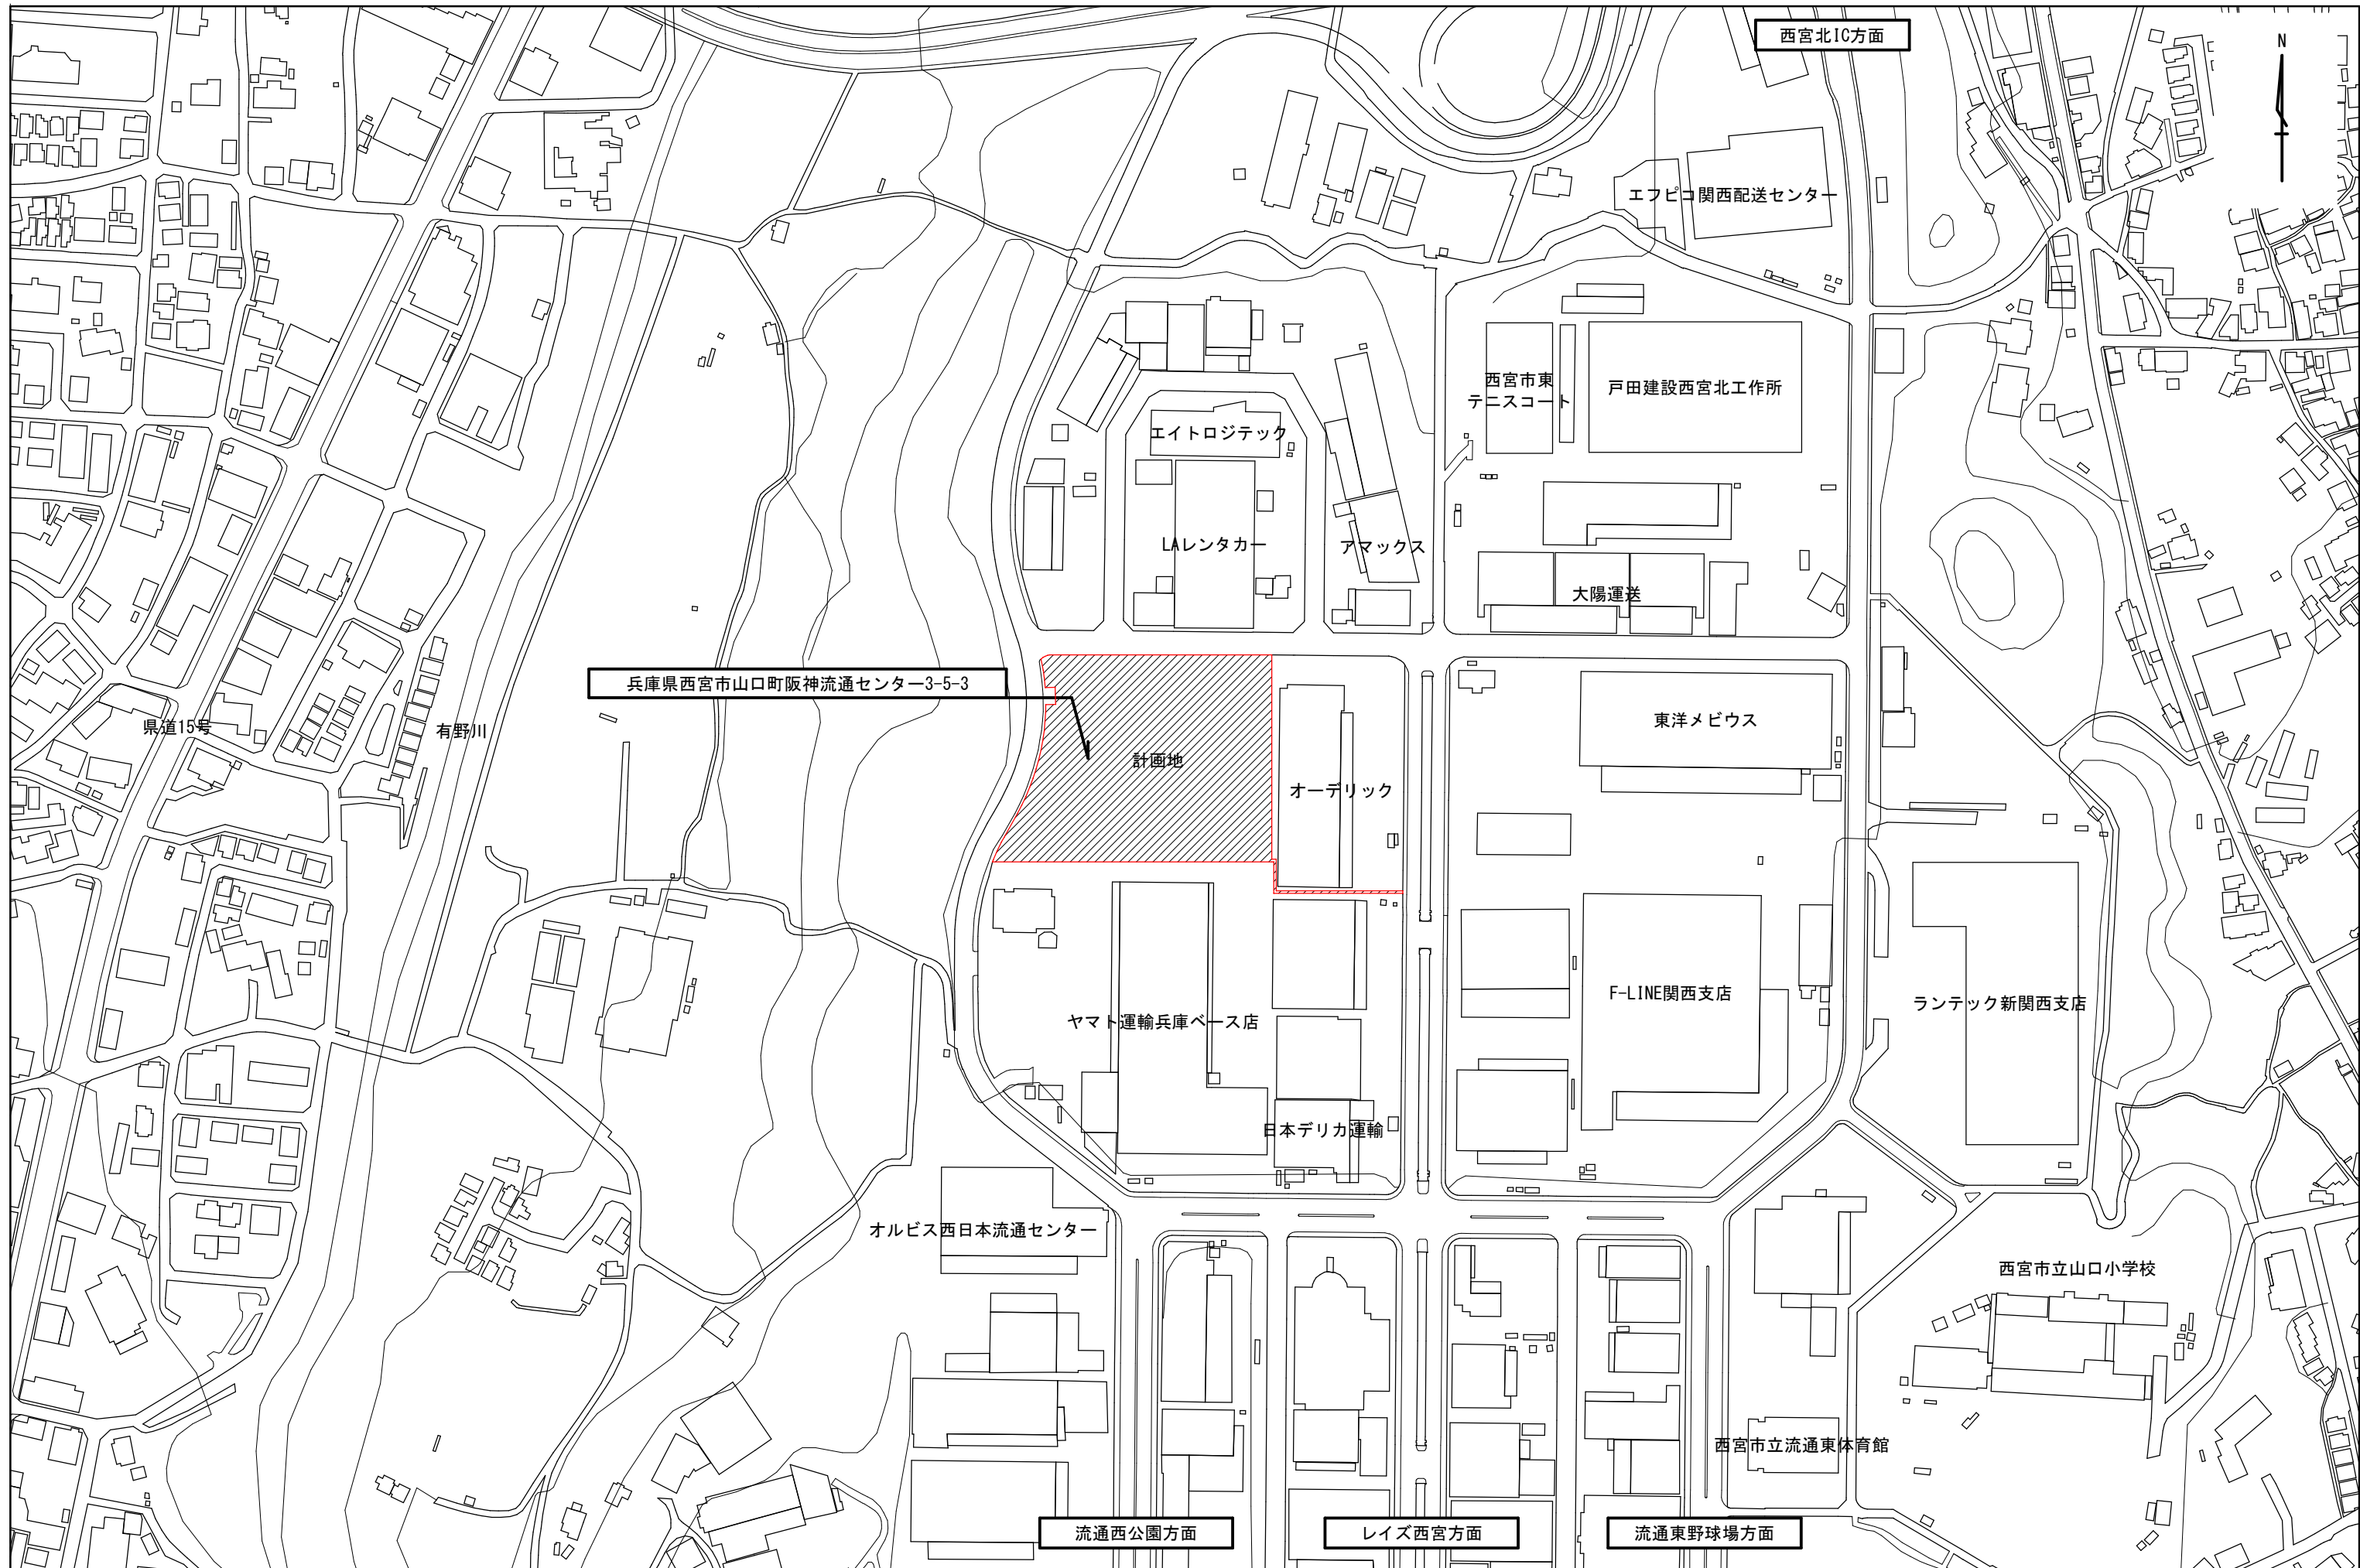 西宮北IC方面
N
エフピコ関西配送センター
西宮市東
テニスコート
戸田建設西宮北工作所
エイトロジテック
LAレンタカー
アマックス
大陽運送
兵庫県西宮市山口町阪神流通センター3-5-3
県道15号
有野川
計画地
オーデリック
東洋メビウス
ヤマト運輸兵庫ベース店
F-LINE関西支店
ランテック新関西支店
日本デリカ運輸
オルビス西日本流通センター
西宮市立山口小学校
西宮市立流通東体育館
流通西公園方面
レイズ西宮方面
流通東野球場方面